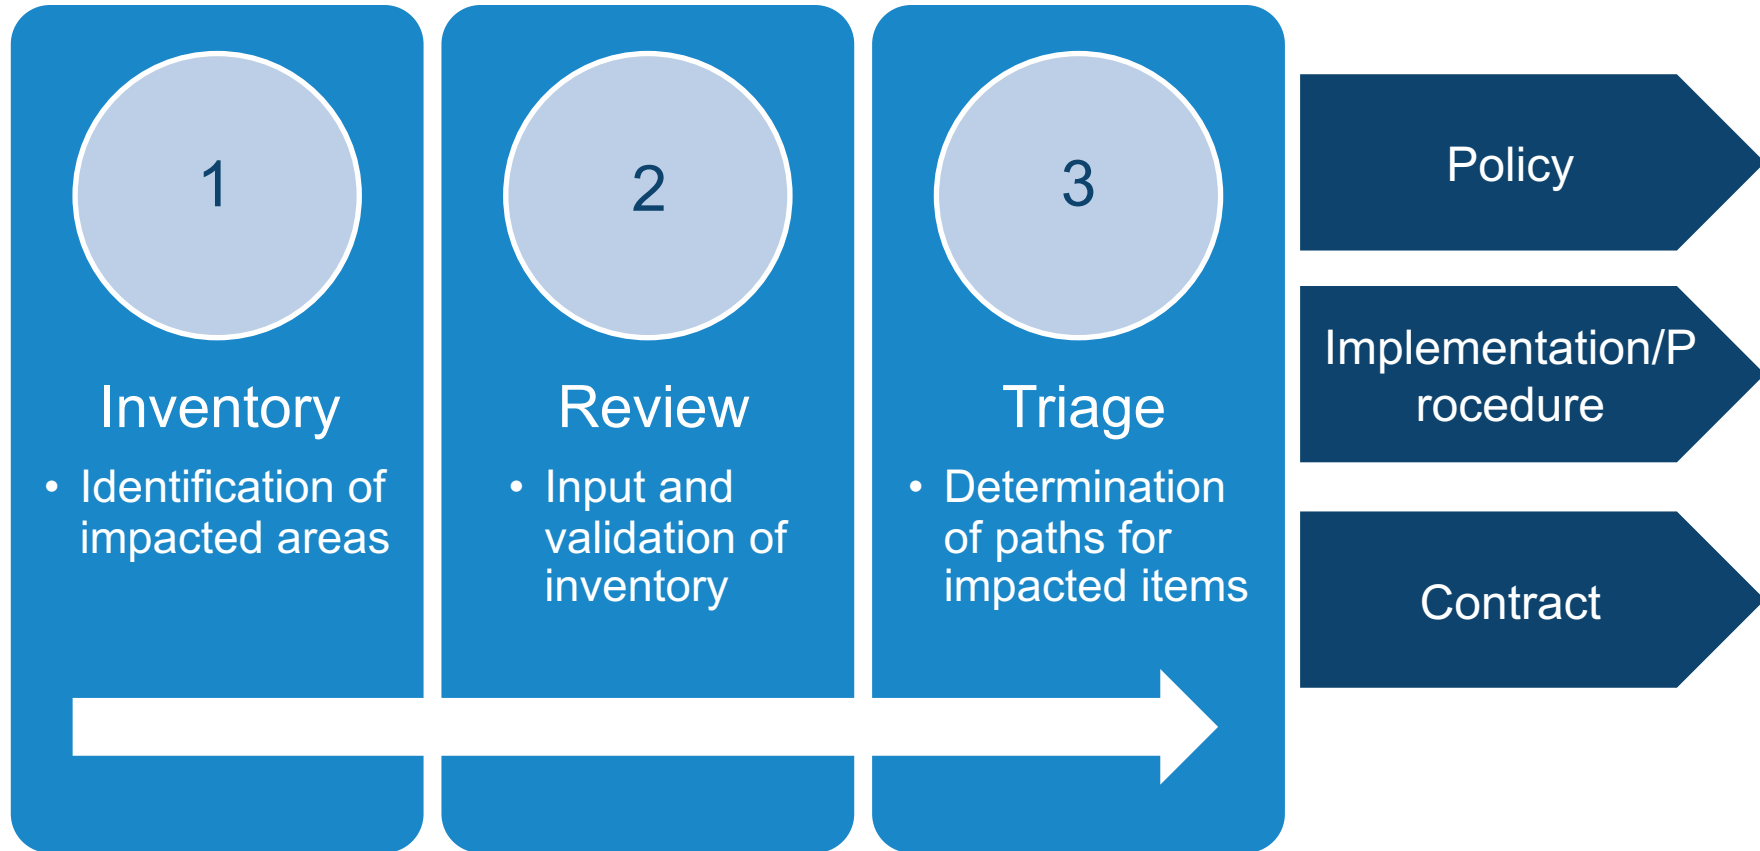 1
Inventory
• Identification of
impacted areas
2
Review
• Input and
validation of
inventory
3
Triage
• Determination
of paths for
impacted items
Policy
Implementation/P
rocedure
Contract